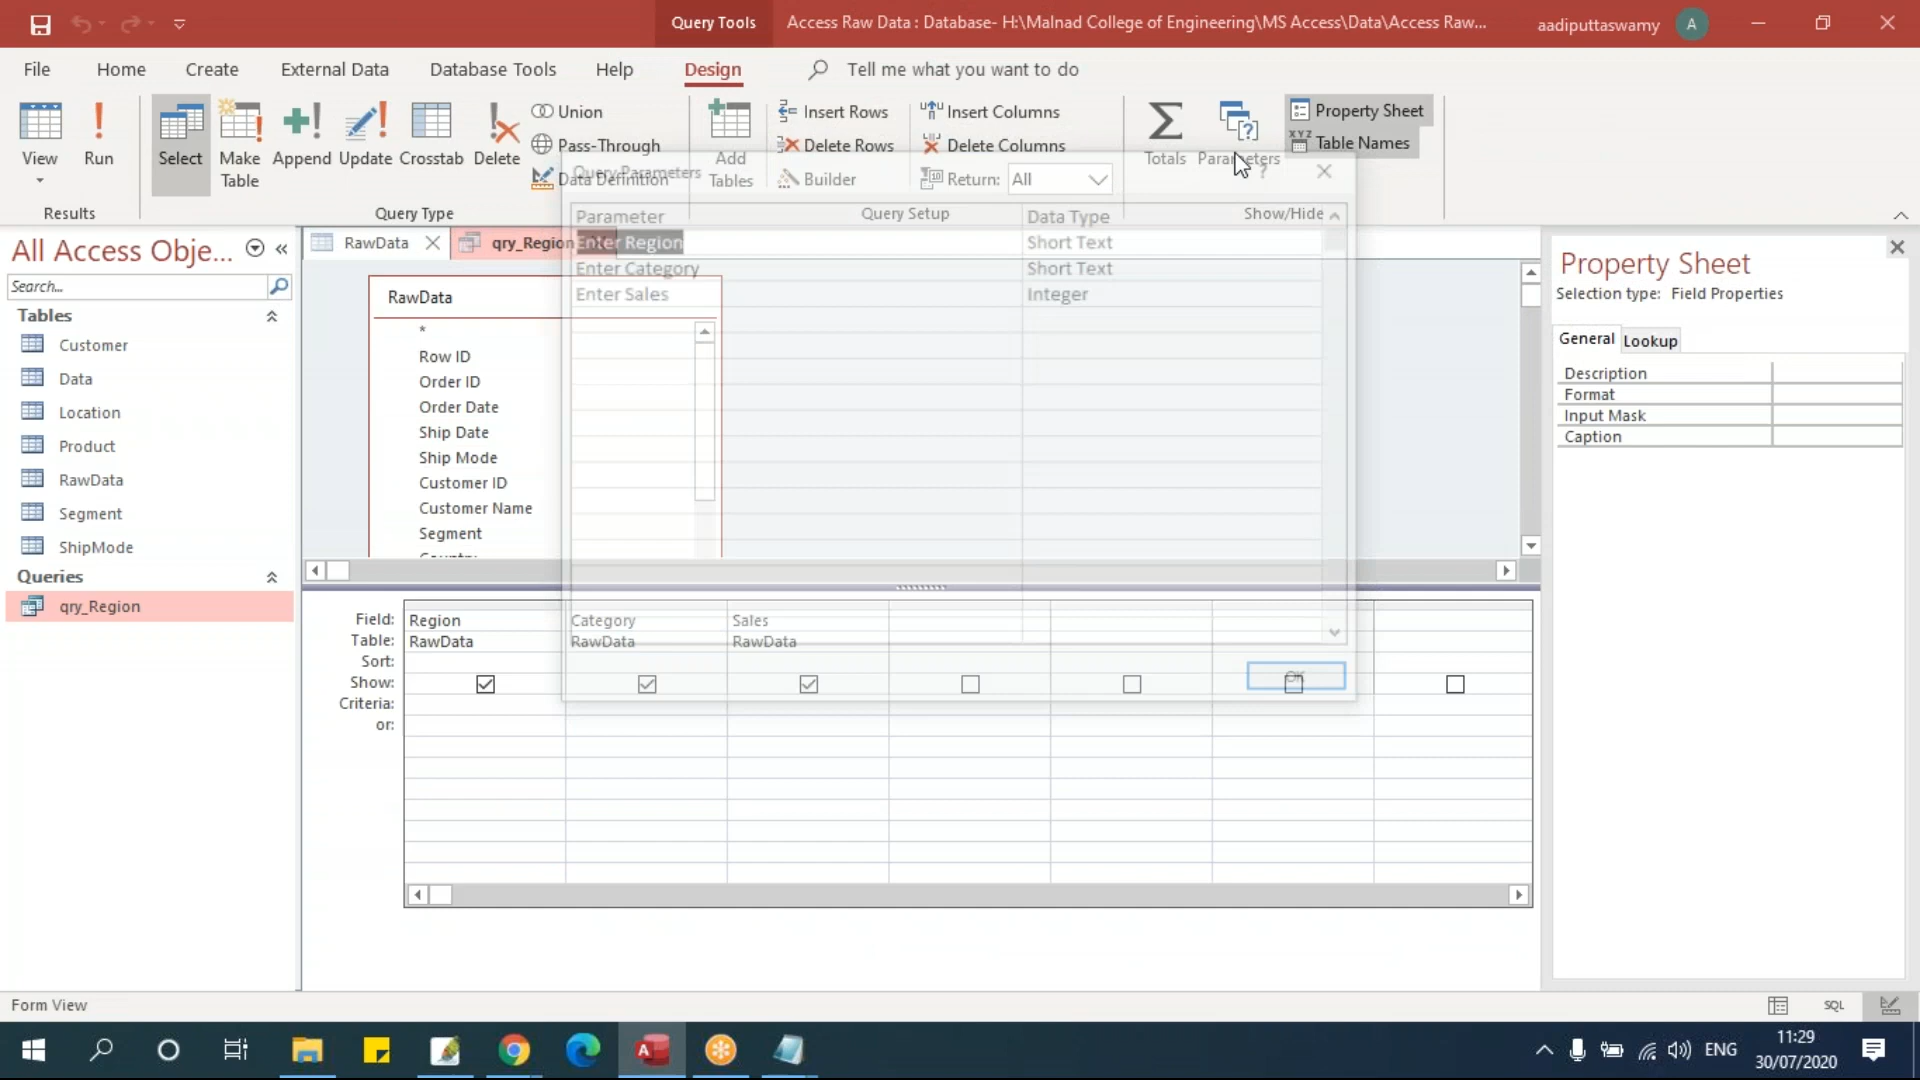 Query Tools
Access Raw Data : Database- H:\Malnad College of Engineering\MS Access\Data\Access Raw...
aadiputtaswamy
A
File
Home
Create
External Data
Database Tools
Help
Design
Tell me what you want to do
View
Run
Select
Make Table
Append
Update
Crosstab
Delete
Union
Pass-Through
Data Definition
Add Tables
Insert Rows
Delete Rows
Builder
Insert Columns
Delete Columns
Return: All
Totals
Parameters
Property Sheet
XYZ
Table Names
Results
Query Type
Query Setup
Show/Hide
All Access Obje...
Search...
Tables
Customer
Data
Location
Product
RawData
Segment
ShipMode
Queries
qry_Region
RawData
qry_Region
RawData
*
Row ID
Order ID
Order Date
Ship Date
Ship Mode
Customer ID
Customer Name
Segment
Country
Query Parameters
?
Parameter
Data Type
Enter Region
Short Text
Enter Category
Short Text
Enter Sales
Integer
OK
Field: Region Category Sales
Table: RawData RawData RawData
Sort:
Show:
Criteria:
or:
Property Sheet
Selection type: Field Properties
General
Lookup
Description
Format
Input Mask
Caption
Form View
SQL
A
ENG
11:29
30/07/2020